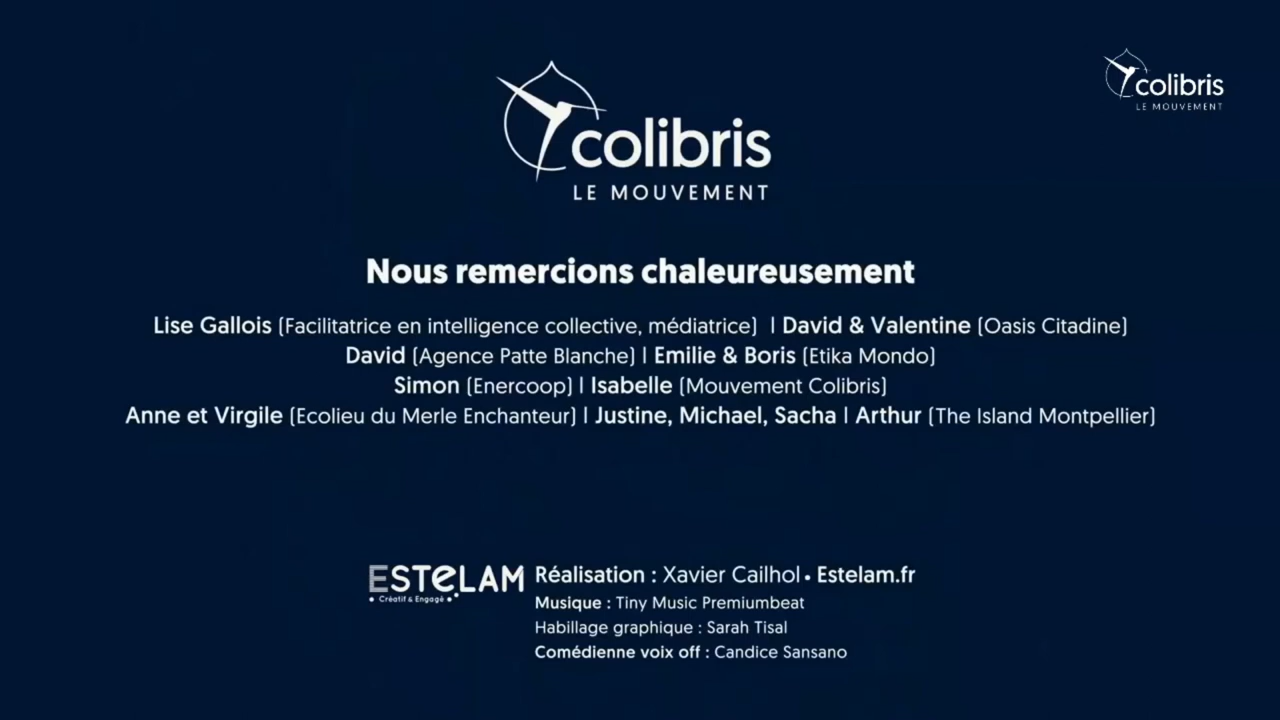 colibris
LE MOUVEMENT
colibris
LE MOUVEMENT
Nous remercions chaleureusement
Lise Gallois (Facilitatrice en intelligence collective, médiatrice) | David & Valentine (Oasis Citadine)
David (Agence Patte Blanche) | Emilie & Boris (Etika Mondo)
Simon (Enercoop) | Isabelle (Mouvement Colibris)
Anne et Virgile (Ecolieu du Merle Enchanteur) | Justine, Michael, Sacha | Arthur (The Island Montpellier)
ESTELAM
• Créatif & Engagé •
Réalisation : Xavier Cailhol • Estelam.fr
Musique : Tiny Music Premiumbeat
Habillage graphique : Sarah Tisal
Comédienne voix off : Candice Sansano